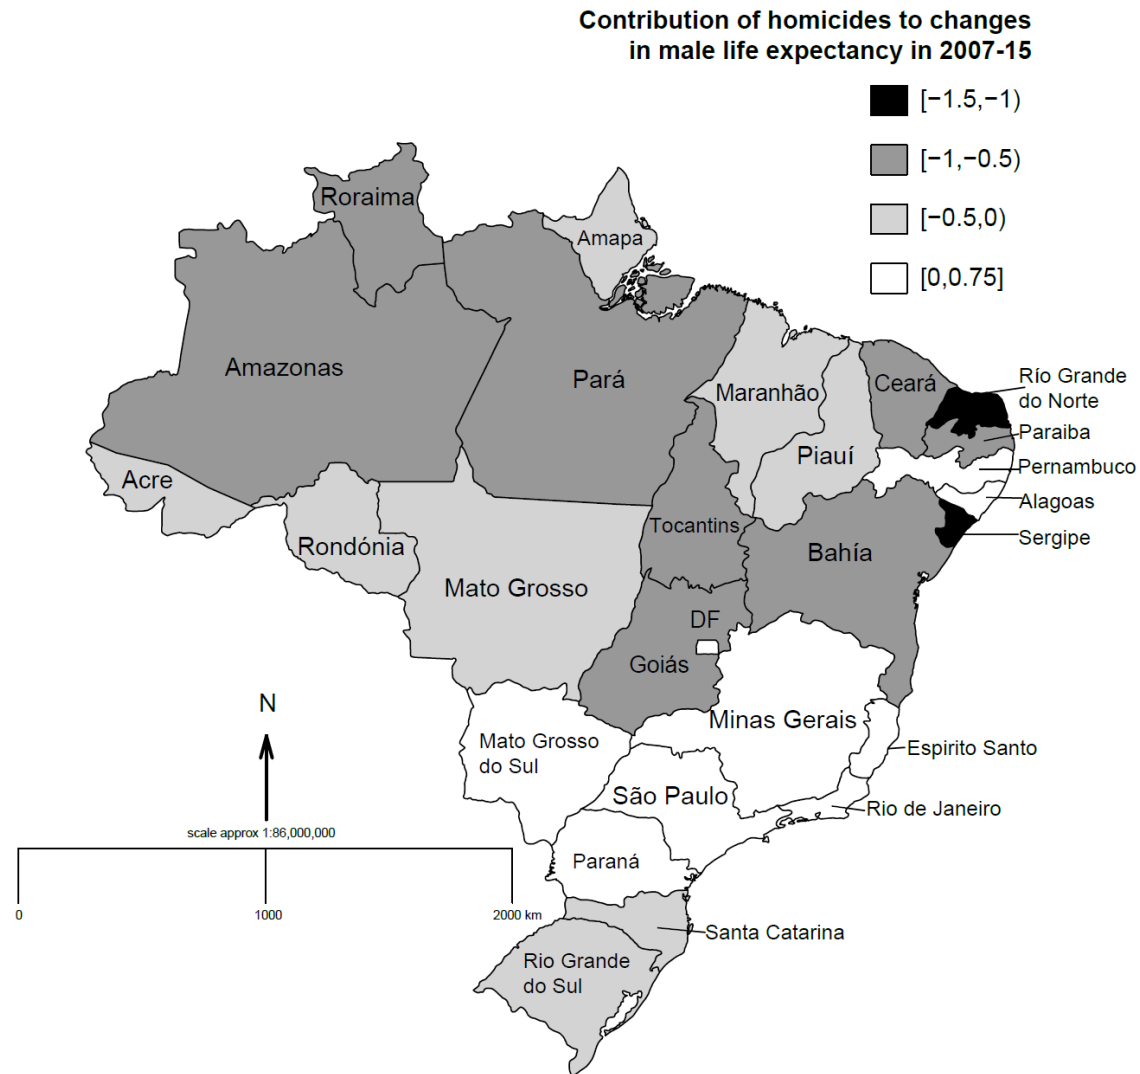 Contribution of homicides to changes
in male life expectancy in 2007-15
[−1.5,−1)
[−1,−0.5)
[−0.5,0)
[0,0.75]
Roraima
Amapa
Amazonas
Pará
Maranhão
Ceará
Río Grande
do Norte
Paraiba
Piauí
Pernambuco
Acre
Alagoas
Tocantins
Sergipe
Rondónia
Bahía
Mato Grosso
DF
Goiás
N
Minas Gerais
Mato Grosso
do Sul
Espirito Santo
São Paulo
Rio de Janeiro
scale approx 1:86,000,000
Paraná
0
1000
2000 km
Santa Catarina
Rio Grande
do Sul